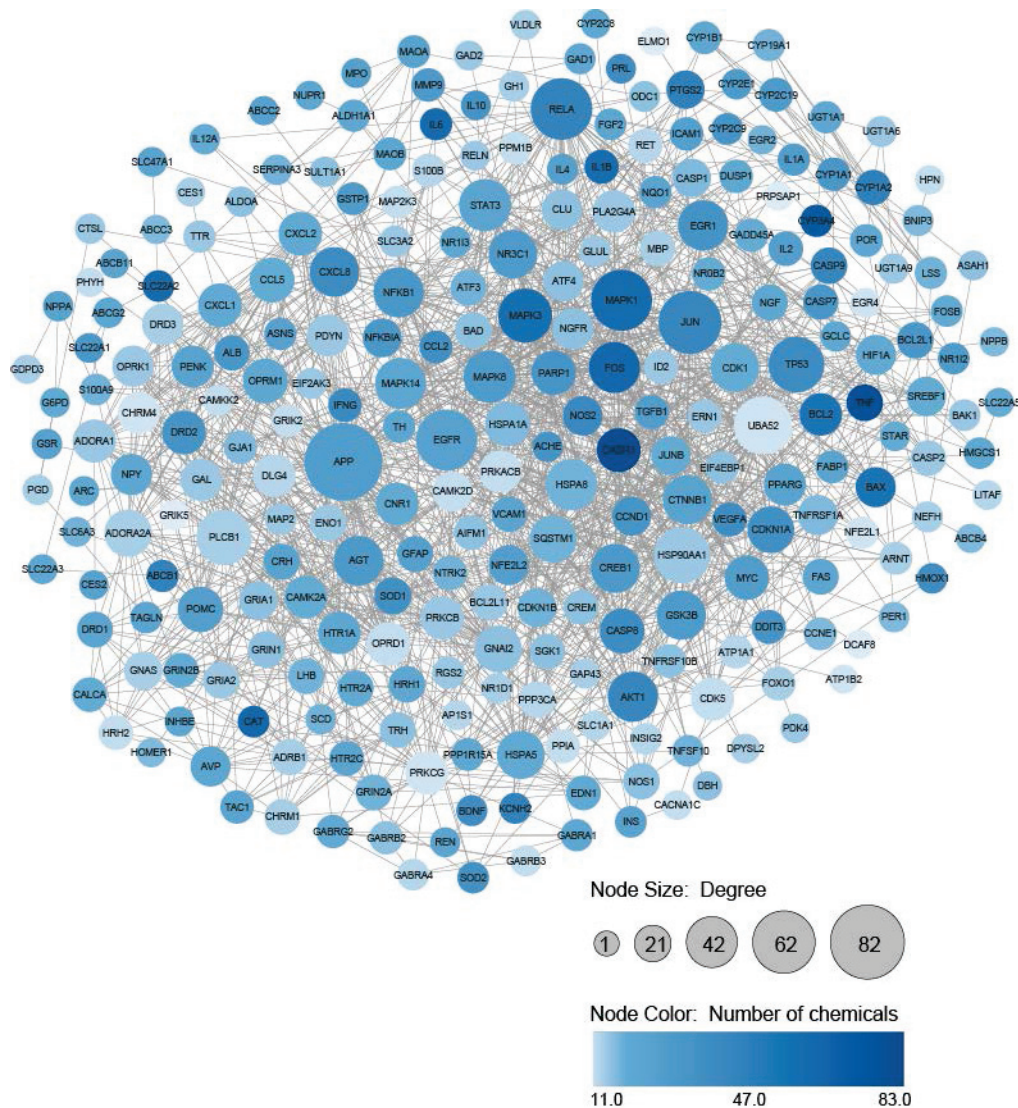 VLDLR
CYP2C8
MAOA
GAD2
GAD1
ELMO1
CYP1B1
CYP19A1
MPO
MMP9
GH1
PRL
PTGS2
CYP2E1
NUPR1
ALDH1A1
IL10
RELA
ODC1
CYP2C19
ABCC2
IL6
FGF2
UGT1A1
IL12A
MAOB
RELN
PPM1B
RET
ICAM1
CYP2C9
EGR2
UGT1A6
SLC47A1
SERPINA3
SULT1A1
S100B
IL4
IL1B
CASP1
DUSP1
IL1A
CYP1A1
CYP1A2
HPN
CES1
ALDOA
GSTP1
MAP2K3
STAT3
CLU
PLA2G4A
NQO1
PRPSAP1
CTSL
ABCC3
TTR
CXCL2
SLC3A2
NR1I3
GLUL
MBP
EGR1
GADD45A
CYP3A4
BNIP3
ABCB11
CCL5
CXCL8
NR3C1
IL2
POR
PHYH
SLC22A2
NFKB1
ATF3
ATF4
NR0B2
CASP9
UGT1A9
LSS
ASAH1
NPPA
ABCG2
CXCL1
MAPK3
MAPK1
NGF
CASP7
EGR4
FOSB
DRD3
ASNS
PDYN
NFKBIA
BAD
NGFR
JUN
GCLC
BCL2L1
NPPB
SLC22A1
OPRK1
ALB
CCL2
HIF1A
NR1I2
GDPD3
PENK
OPRM1
EIF2AK3
MAPK14
MAPK8
PARP1
FOS
ID2
CDK1
TP53
S100A9
CAMKK2
G6PD
CHRM4
IFNG
NOS2
TGFB1
ERN1
BCL2
TNF
SREBF1
SLC22A5
GRIK2
HSPA1A
UBA52
BAK1
GSR
ADORA1
DRD2
GJA1
TH
EGFR
ACHE
JUNB
STAR
HMGCS1
APP
CASP3
CASP2
NPY
GAL
DLG4
PRKACB
EIF4EBP1
FABP1
PGD
ARC
CAMK2D
CNR1
HSPA8
CTNNB1
PPARG
BAX
LITAF
GRIK5
MAP2
ENO1
VCAM1
CCND1
VEGFA
TNFRSF1A
NEFH
SLC6A3
ADORA2A
PLCB1
AIFM1
SQSTM1
CDKN1A
NFE2L1
ABCB4
AGT
GFAP
HSP90AA1
ARNT
SLC22A3
ABCB1
CRH
NTRK2
NFE2L2
CREB1
MYC
FAS
HMOX1
CES2
GRIA1
CAMK2A
SOD1
BCL2L11
TAGLN
POMC
PRKCB
CDKN1B
CREM
GSK3B
PER1
DRD1
HTR1A
CASP8
DDIT3
CCNE1
GRIN1
OPRD1
GNAI2
SGK1
DCAF8
GNAS
GRIN2B
GRIA2
LHB
RGS2
TNFRSF10B
ATP1A1
CALCA
HTR2A
HRH1
NR1D1
GAP43
FOXO1
ATP1B2
PPP3CA
AKT1
CDK5
HRH2
INHBE
CAT
SCD
AP1S1
SLC1A1
PDK4
TRH
INSIG2
HOMER1
ADRB1
PPP1R15A
HSPA5
PPIA
TNFSF10
DPYSL2
AVP
HTR2C
PRKCG
NOS1
DBH
TAC1
GRIN2A
EDN1
CACNA1C
CHRM1
BDNF
KCNH2
INS
GABRG2
GABRB2
REN
GABRA1
GABRB3
GABRA4
SOD2
Node Size: Degree
1 21 42 62 82
Node Color: Number of chemicals
11.0 47.0 83.0